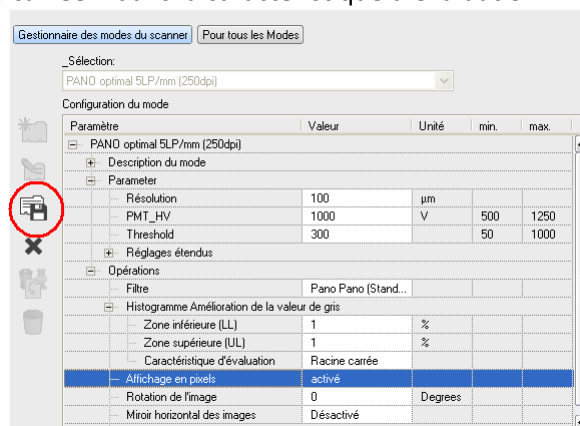 Gestionnaire des modes du scanner Pour tous les Modes
_Sélection:
PANO optimal 5LP/mm (250dpi)
Configuration du mode
Paramètre Valeur Unité min. max.
PANO optimal 5LP/mm (250dpi)
Description du mode
Parameter
Résolution 100 µm
PMT_HV 1000 V 500 1250
Threshold 300 50 1000
Réglages étendus
Opérations
Filtre Pano Pano (Stand...
Histogramme Amélioration de la valeur de gris
Zone inférieure (LL) 1 %
Zone supérieure (UL) 1 %
Caractéristique d'évaluation Racine carrée
Affichage en pixels activé
Rotation de l'image 0 Degrees
Miroir horizontal des images Désactivé